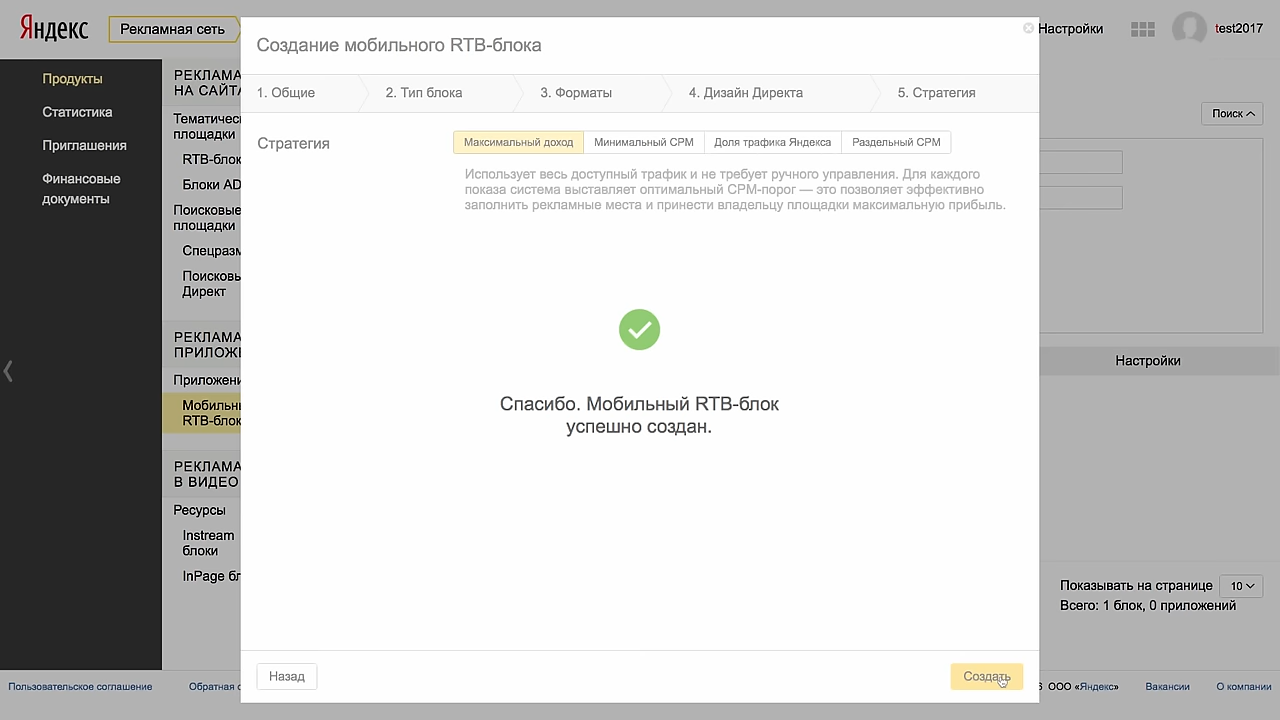 Яндекс
Рекламная сеть
Настройки
test2017
Продукты
Статистика
Приглашения
Финансовые
документы
РЕКЛАМА
НА САЙТА
Тематичес
площадки
RTB-блок
Блоки AD
Поисковые
площадки
Спецразм
Поисковы
Директ
РЕКЛАМА
ПРИЛОЖЕ
Приложени
Мобильн
RTB-блок
РЕКЛАМА
В ВИДЕО
Ресурсы
Instream
блоки
InPage бл
Создание мобильного RTB-блока
1. Общие
2. Тип блока
3. Форматы
4. Дизайн Директа
5. Стратегия
Стратегия
Максимальный доход
Минимальный CPM
Доля трафика Яндекса
Раздельный CPM
Использует весь доступный трафик и не требует ручного управления. Для каждого
показа система выставляет оптимальный CPM-порог — это позволяет эффективно
заполнить рекламные места и принести владельцу площадки максимальную прибыль.
Спасибо. Мобильный RTB-блок
успешно создан.
Назад
Создать
Поиск
Настройки
Показывать на странице
10
Всего: 1 блок, 0 приложений
Пользовательское соглашение
Обратная с
6 ООО «Яндекс»
Вакансии
О компании